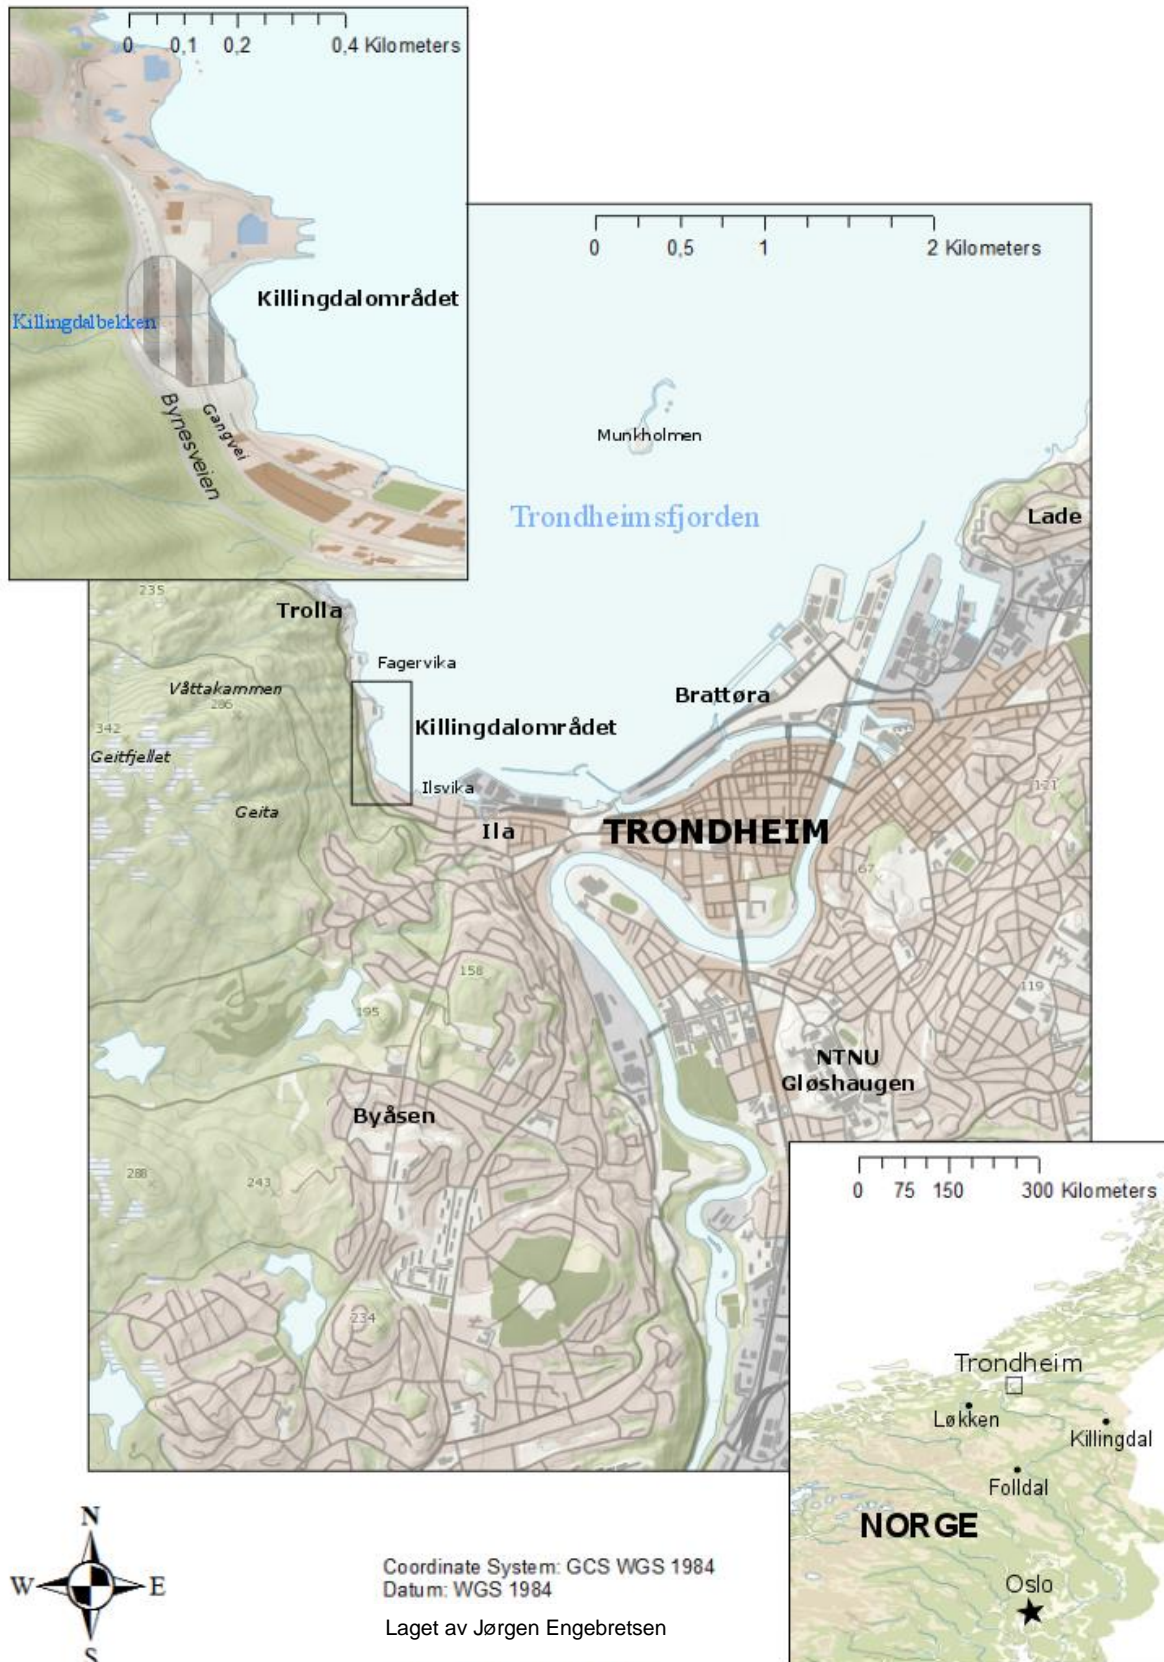 0 0,1 0,2 0,4 Kilometers
Killingdalområdet
Killingdalbekken
Bynesveien
Gangvei
0 0,5 1 2 Kilometers
Munkholmen
Trondheimsfjorden
Lade
235
Trolla
Fagervika
Våttakammen
286
Brattøra
342
Killingdalområdet
Geitfjellet
Ilsvika
121
Geita
Ila
TRONDHEIM
67
158
119
195
NTNU
Gløshaugen
Byåsen
288
243
234
0 75 150 300 Kilometers
Trondheim
Løkken
Killingdal
Folldal
NORGE
Oslo
N
W E
S
Coordinate System: GCS WGS 1984
Datum: WGS 1984
Laget av Jørgen Engebretsen